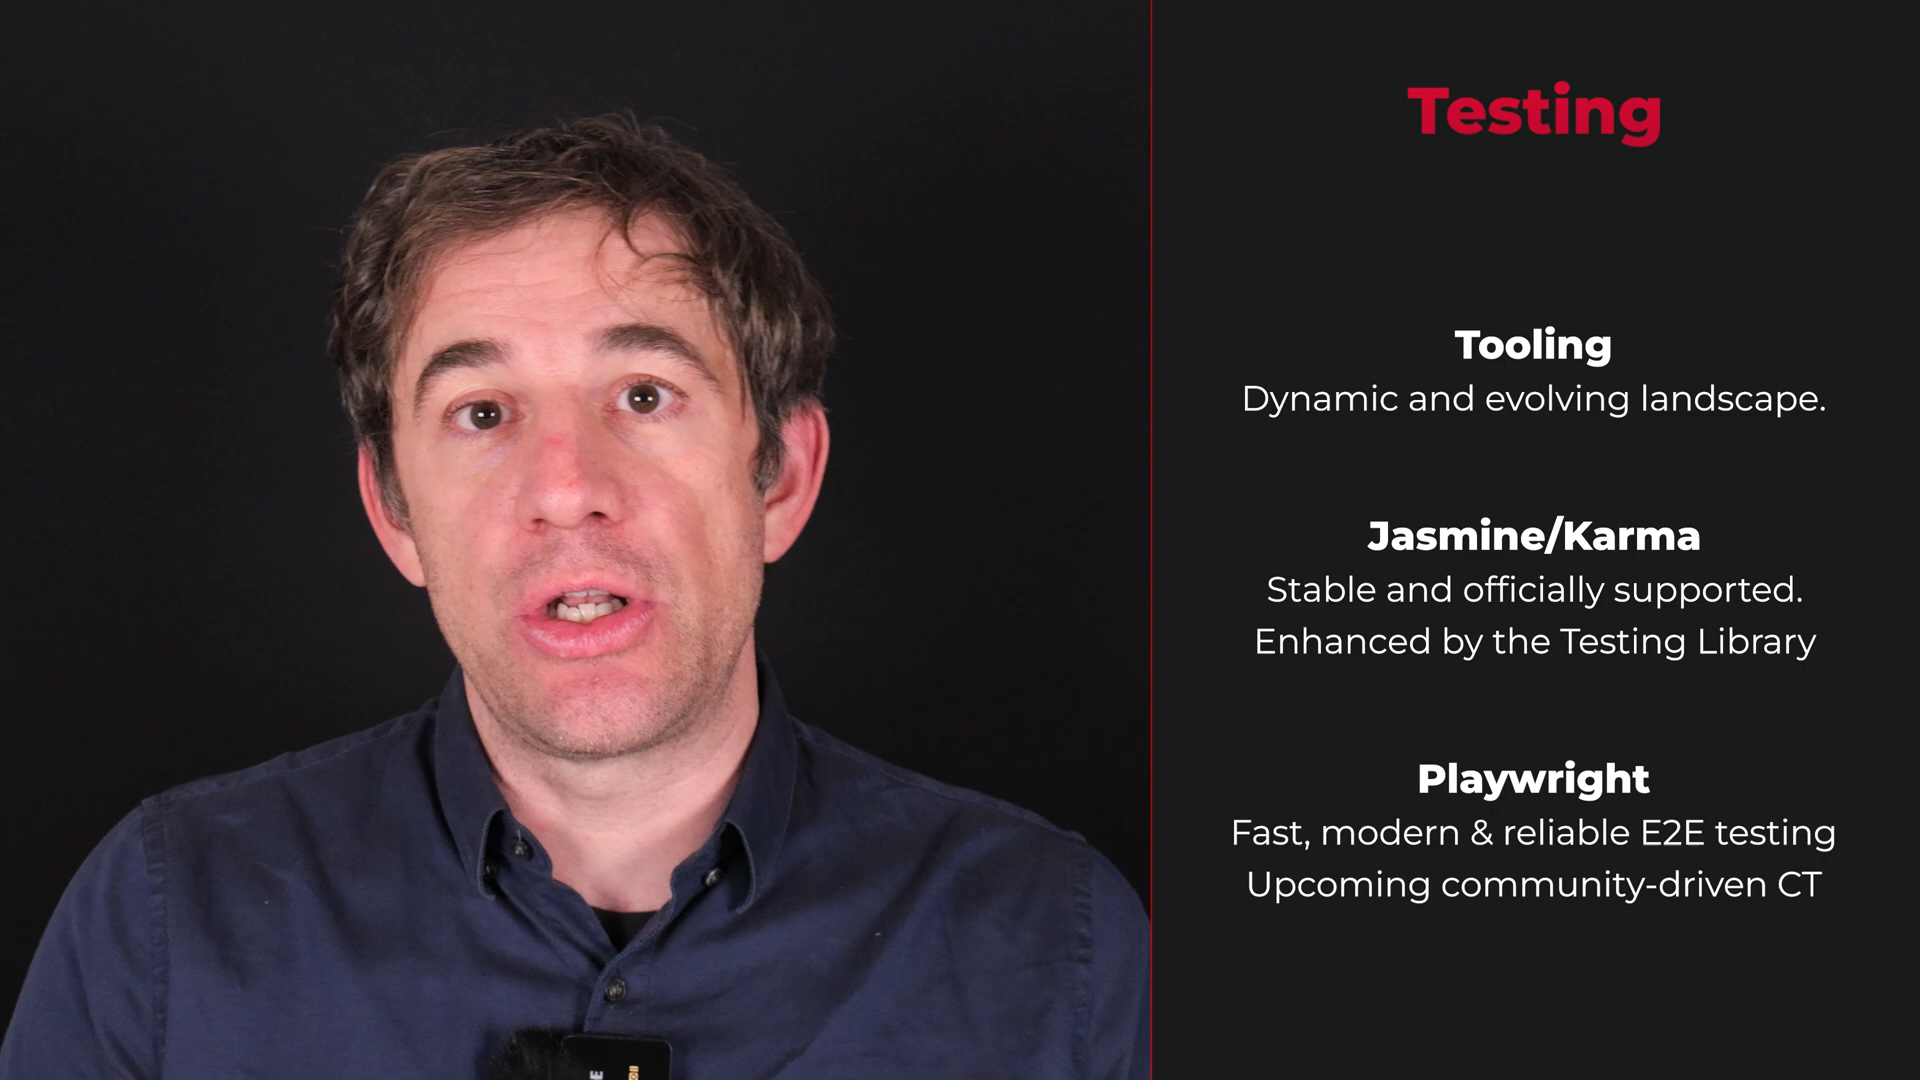 Testing
Tooling
Dynamic and evolving landscape.
Jasmine/Karma
Stable and officially supported.
Enhanced by the Testing Library
Playwright
Fast, modern & reliable E2E testing
Upcoming community-driven CT